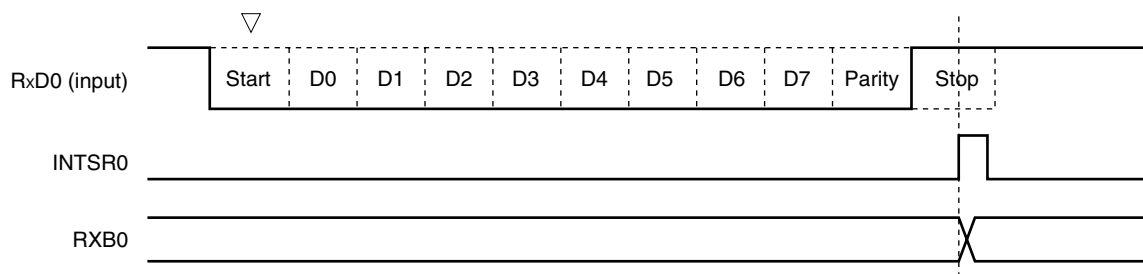 RxD0 (input) Start D0 D1 D2 D3 D4 D5 D6 D7 Parity Stop
INTSR0
RXB0